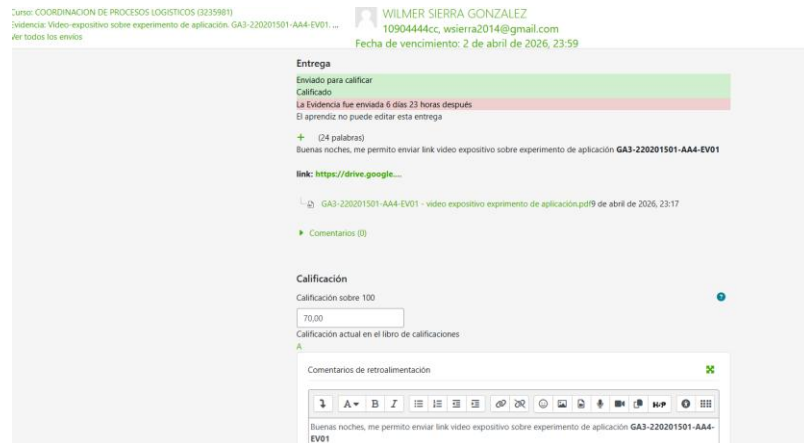 Curso: COORDINACION DE PROCESOS LOGISTICOS (3235981)
Evidencia: Video-expositivo sobre experimento de aplicación. GA3-220201501-AA4-EV01. ...
Ver todos los envíos
WILMER SIERRA GONZALEZ
10904444cc, wsierra2014@gmail.com
Fecha de vencimiento: 2 de abril de 2026, 23:59
Entrega
Enviado para calificar
Calificado
La Evidencia fue enviada 6 días 23 horas después
El aprendiz no puede editar esta entrega
+ (24 palabras)
Buenas noches, me permito enviar link video expositivo sobre experimento de aplicación GA3-220201501-AA4-EV01
link: https://drive.google....
GA3-220201501-AA4-EV01 - video expositivo exprimento de aplicación.pdf9 de abril de 2026, 23:17
Comentarios (0)
Calificación
Calificación sobre 100
70,00
Calificación actual en el libro de calificaciones
A
Comentarios de retroalimentación
A B I H-P
Buenas noches, me permito enviar link video expositivo sobre experimento de aplicación GA3-220201501-AA4-
EV01